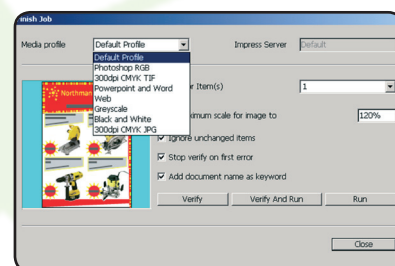 inish Job
Media profile
Default Profile
Impress Server
Default
Default Profile
Photoshop RGB
300dpi CMYK TIF
Powerpoint and Word
Web
Greyscale
Black and White
300dpi CMYK JPG
r Item(s)
1
ximum scale for image to
120%
Ignore unchanged items
Stop verify on first error
Add document name as keyword
Verify
Verify And Run
Run
Close
Northman